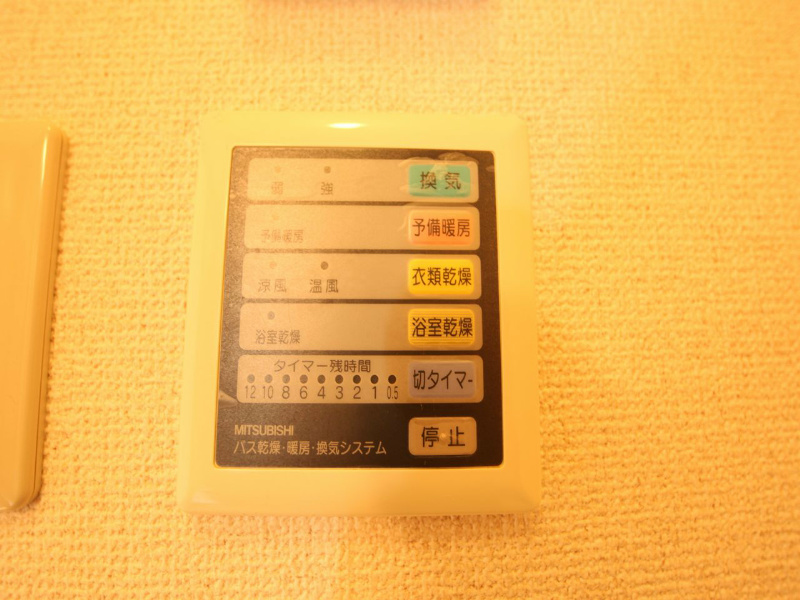 強 換気
予備暖房 予備暖房
涼風 温風 衣類乾燥
浴室乾燥 浴室乾燥
タイマー残時間
12 10 8 6 4 3 2 1 0.5 切タイマー
MITSUBISHI 停止
バス乾燥・暖房・換気システム